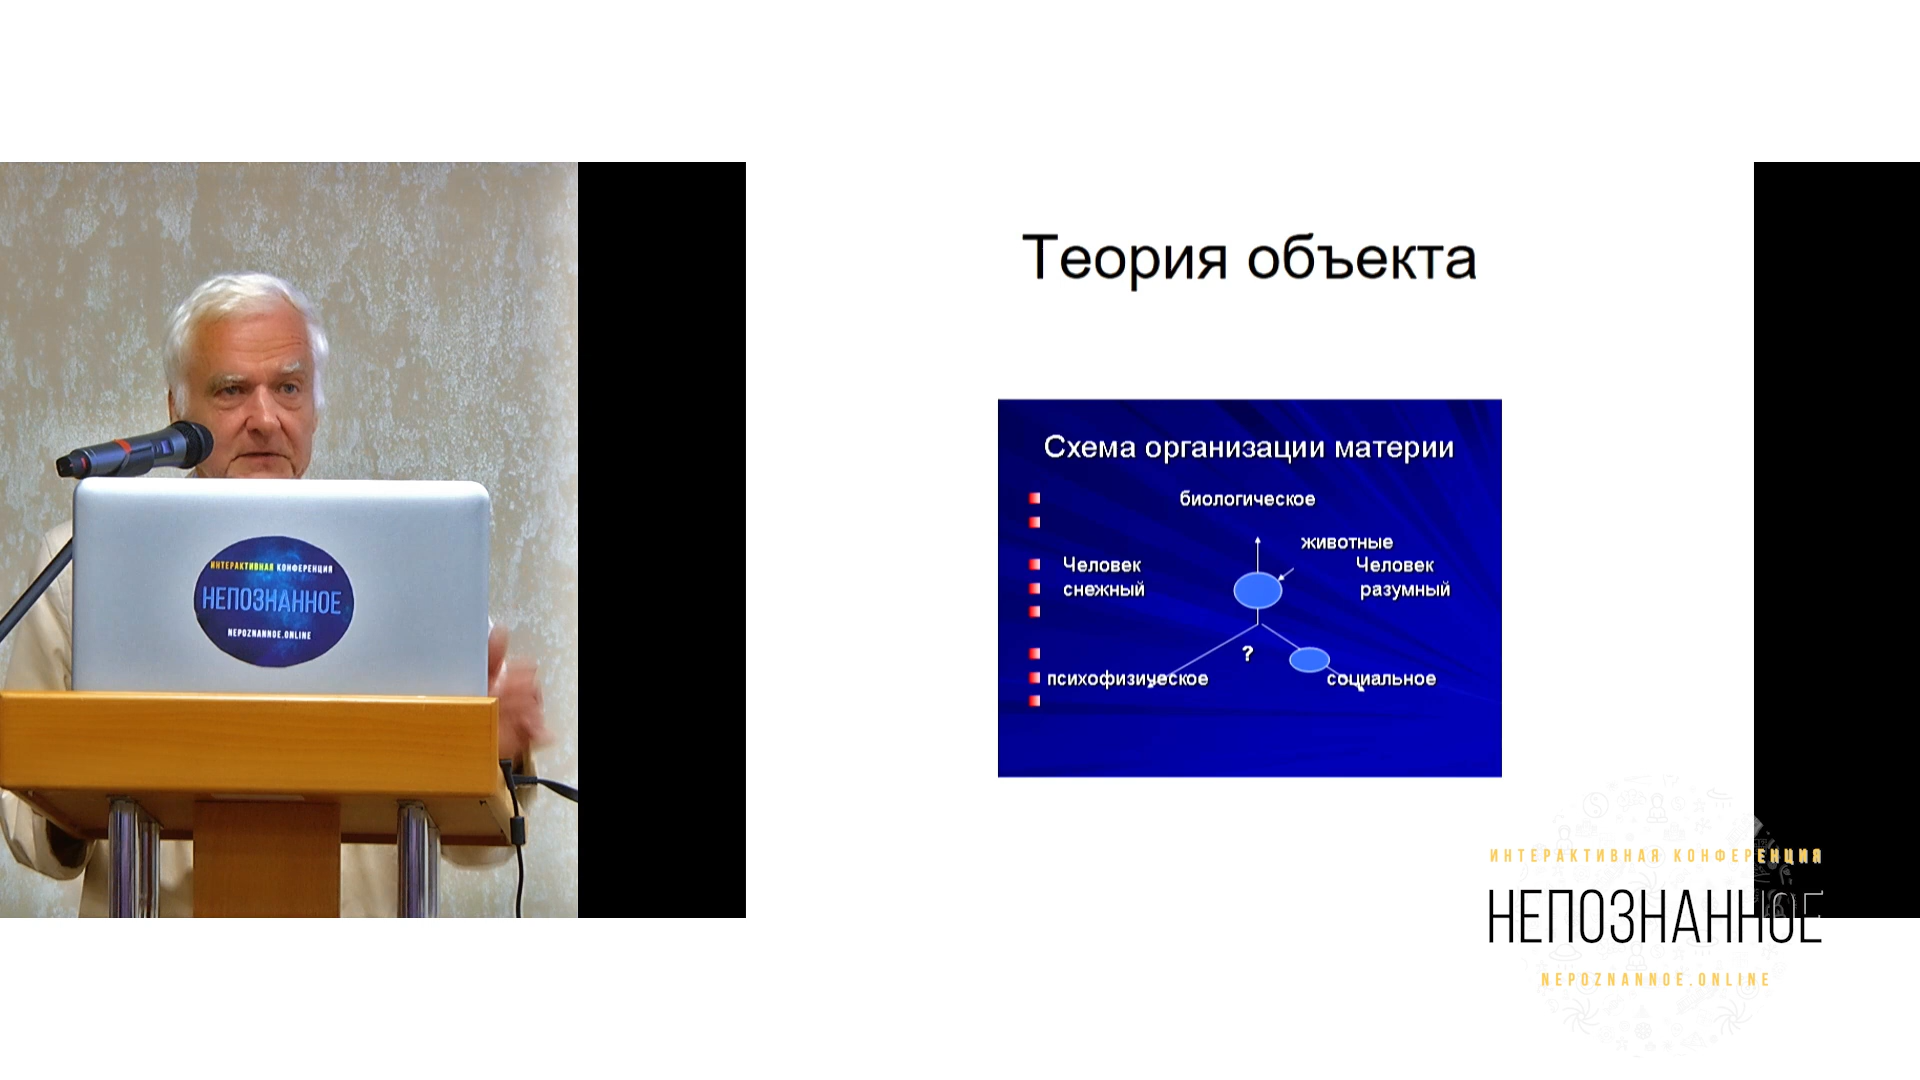 ИНТЕРАКТИВНАЯ КОНФЕРЕНЦИЯ
НЕПОЗНАННОЕ
NEPOZNANNOE.ONLINE
Теория объекта
Схема организации материи
биологическое
животные
Человек
снежный
Человек
разумный
?
психофизическое
социальное
ИНТЕРАКТИВНАЯ КОНФЕРЕНЦИЯ
НЕПОЗНАННОЕ
NEPOZNANNOE.ONLINE